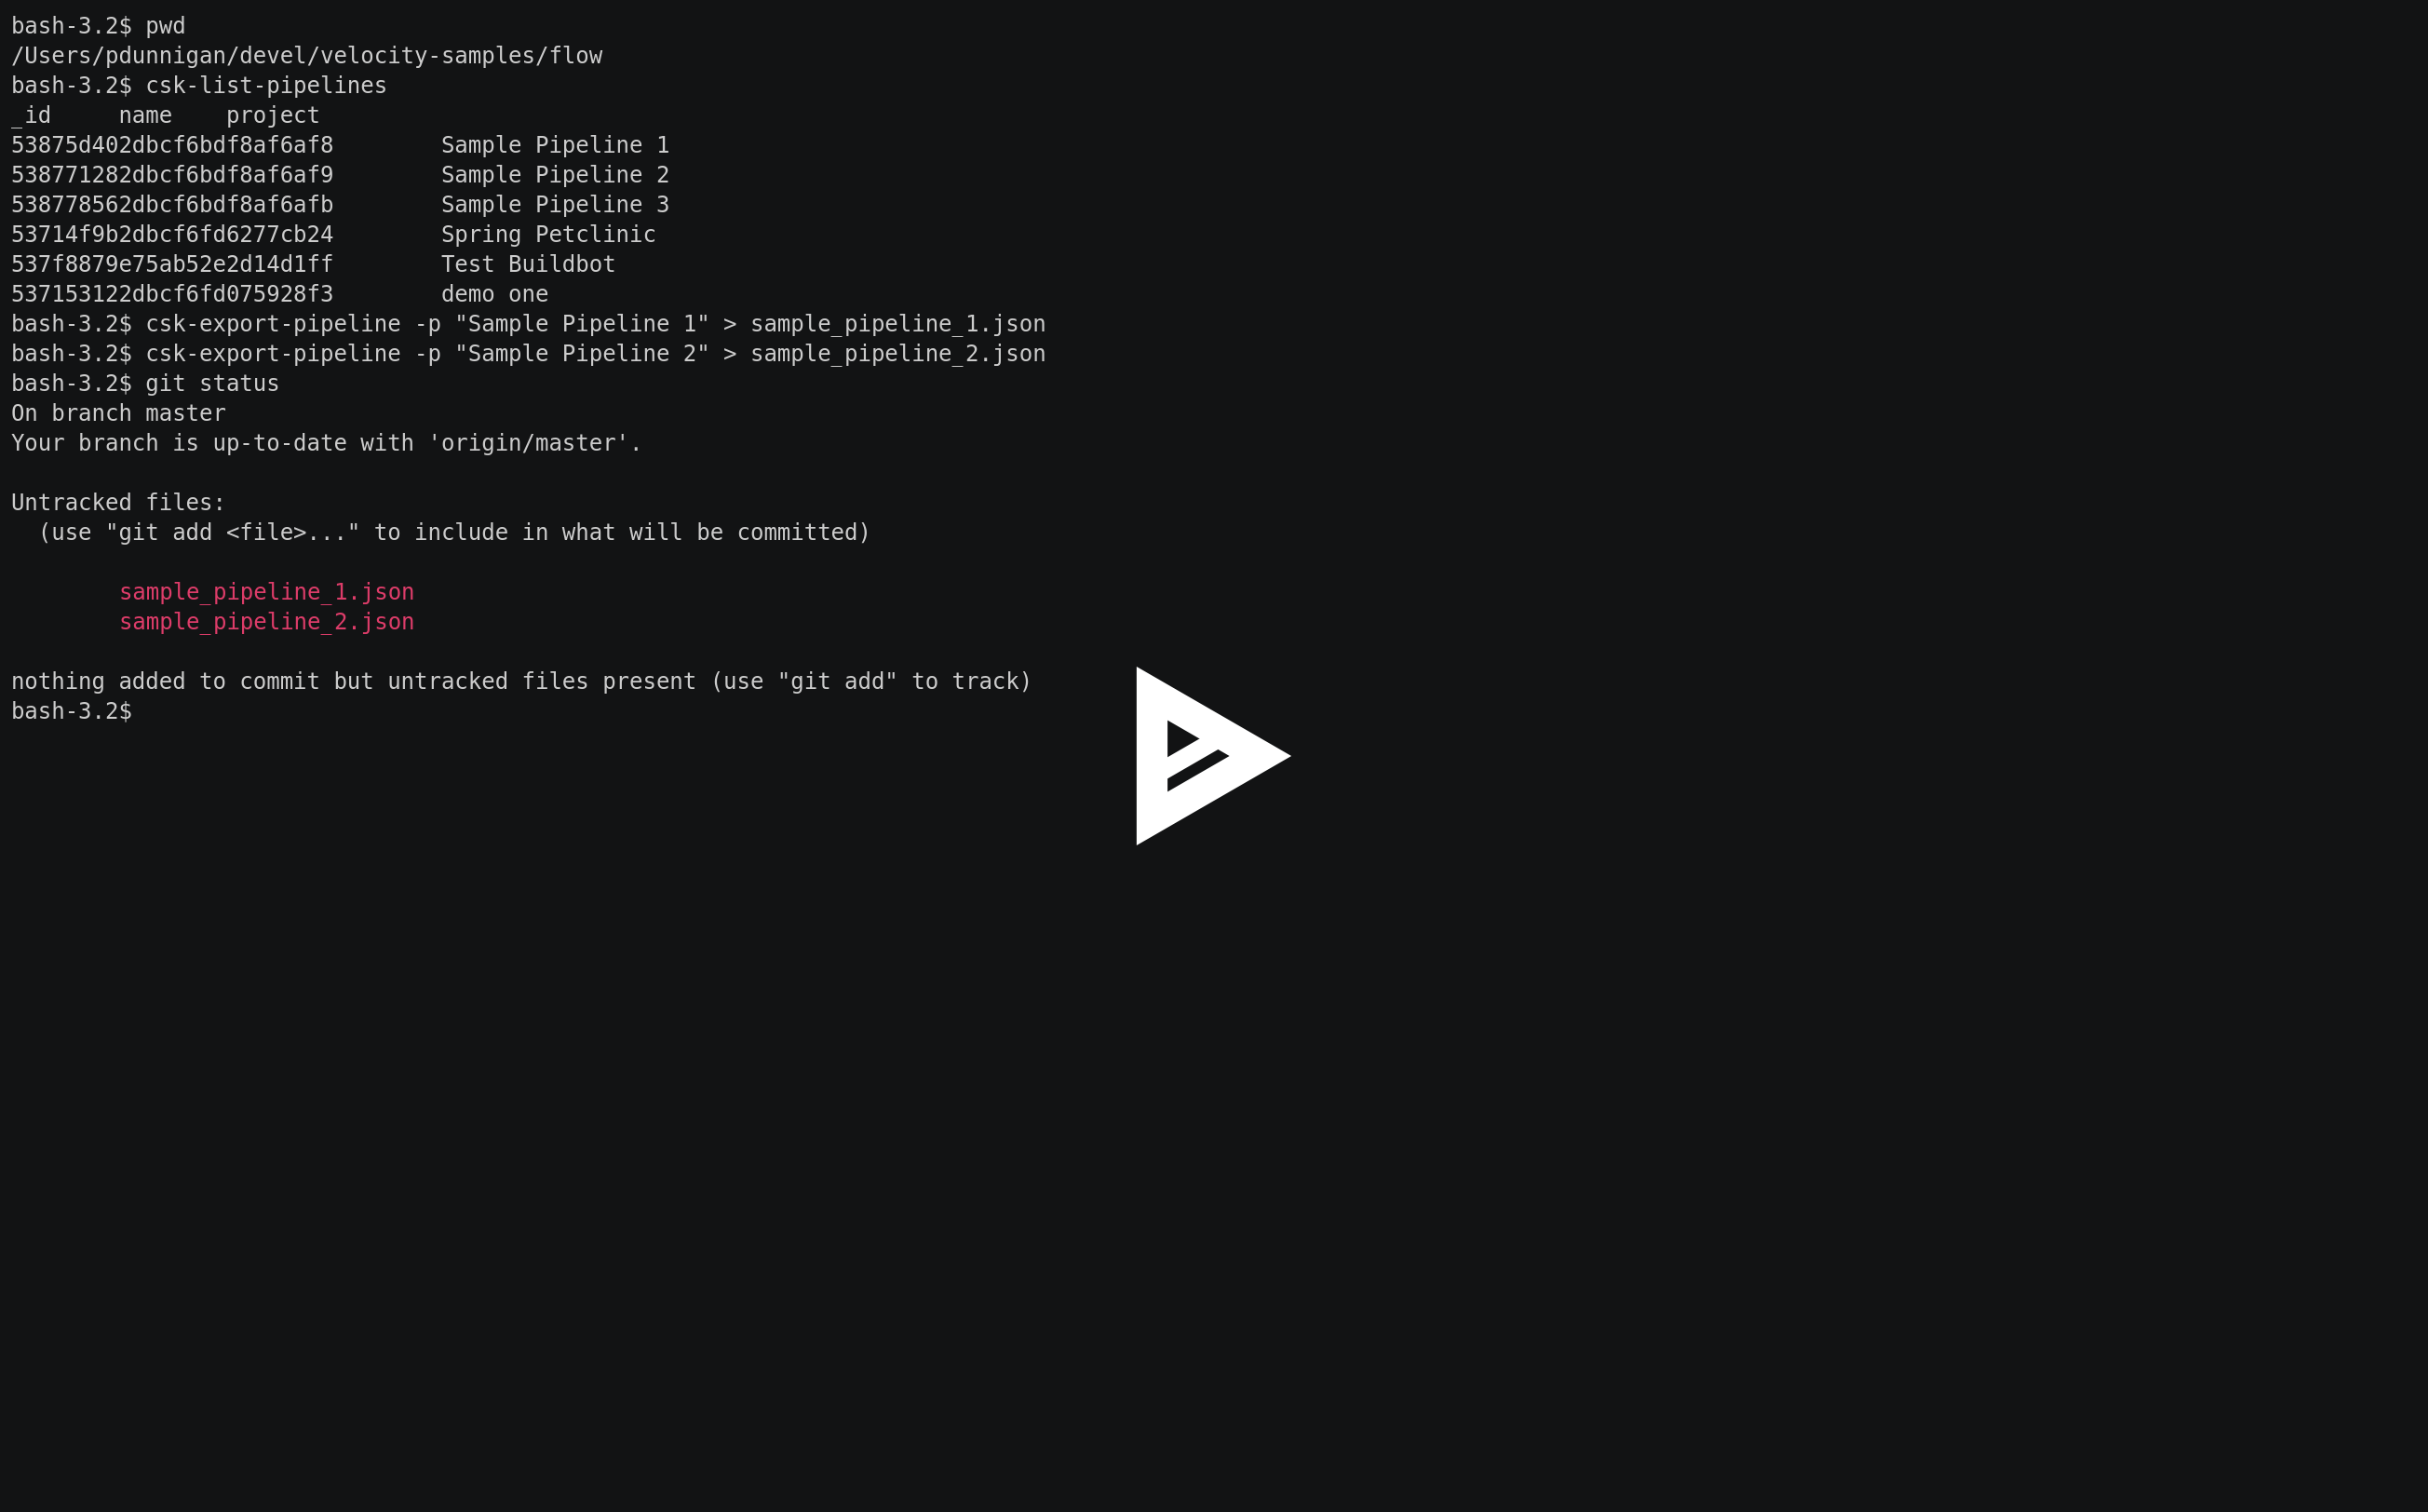 bash-3.2$ pwd
/Users/pdunnigan/devel/velocity-samples/flow
bash-3.2$ csk-list-pipelines
_id     name    project
53875d402dbcf6bdf8af6af8        Sample Pipeline 1
538771282dbcf6bdf8af6af9        Sample Pipeline 2
538778562dbcf6bdf8af6afb        Sample Pipeline 3
53714f9b2dbcf6fd6277cb24        Spring Petclinic
537f8879e75ab52e2d14d1ff        Test Buildbot
537153122dbcf6fd075928f3        demo one
bash-3.2$ csk-export-pipeline -p "Sample Pipeline 1" > sample_pipeline_1.json
bash-3.2$ csk-export-pipeline -p "Sample Pipeline 2" > sample_pipeline_2.json
bash-3.2$ git status
On branch master
Your branch is up-to-date with 'origin/master'.

Untracked files:
  (use "git add <file>..." to include in what will be committed)

        sample_pipeline_1.json
        sample_pipeline_2.json

nothing added to commit but untracked files present (use "git add" to track)
bash-3.2$